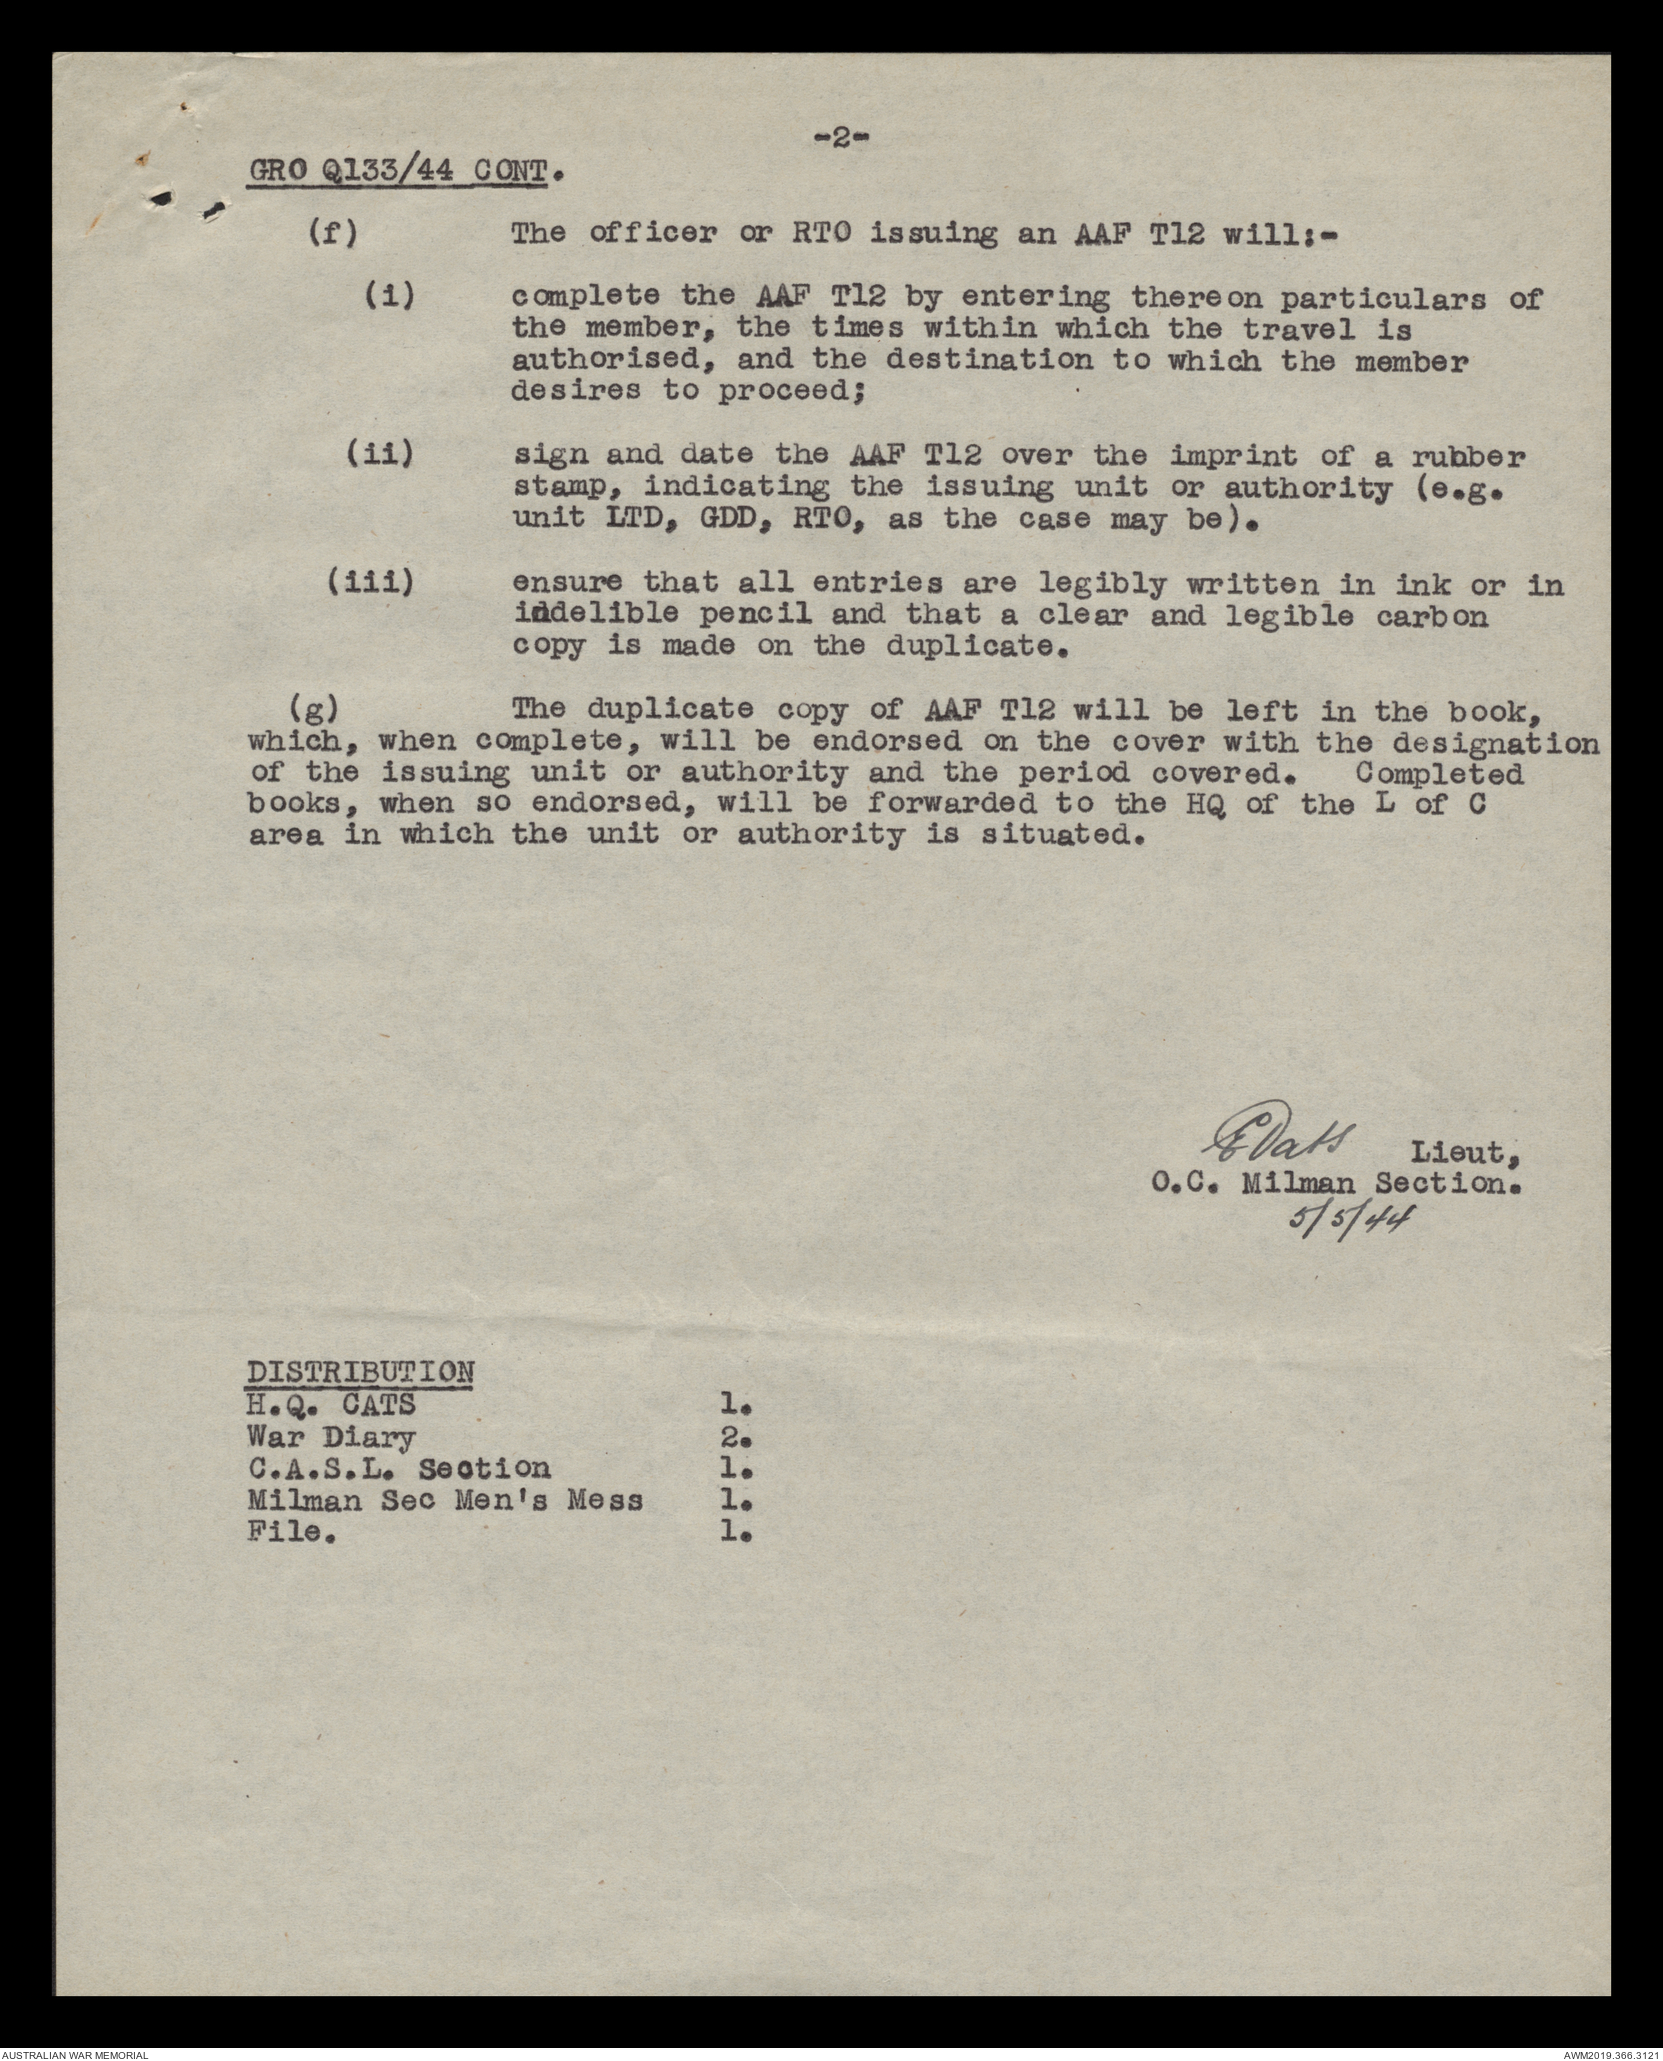 -2-
GRO Q133/44 CONT.
(f) The officer or RTO issuing an AAF T12 will:-
(i) complete the AAF T12 by entering thereon particulars of
the member, the times within which the travel is
authorised, and the destination to which the member
desires to proceed;
(ii) sign and date the AAF T12 over the imprint of a rubber
stamp, indicating the issuing unit or authority (e.g.
unit LTD, GDD, RTO, as the case may be).
(iii) ensure that all entries are legibly written in ink or in
indelible pencil and that a clear and legible carbon
copy is made on the duplicate.
(g) The duplicate copy of AAF T12 will be left in the book,
which, when complete, will be endorsed on the cover with the designation
of the issuing unit or authority and the period covered. Completed
books, when so endorsed, will be forwarded to the HQ of the L of C
area in which the unit or authority is situated.
Lieut,
O.C. Milman Section.
5/5/44
DISTRIBUTION
H.Q. CATS 1.
War Diary 2.
C.A.S.L. Section 1.
Milman Sec Men's Mess 1.
File. 1.
AUSTRALIAN WAR MEMORIAL AWM2019.366.3121